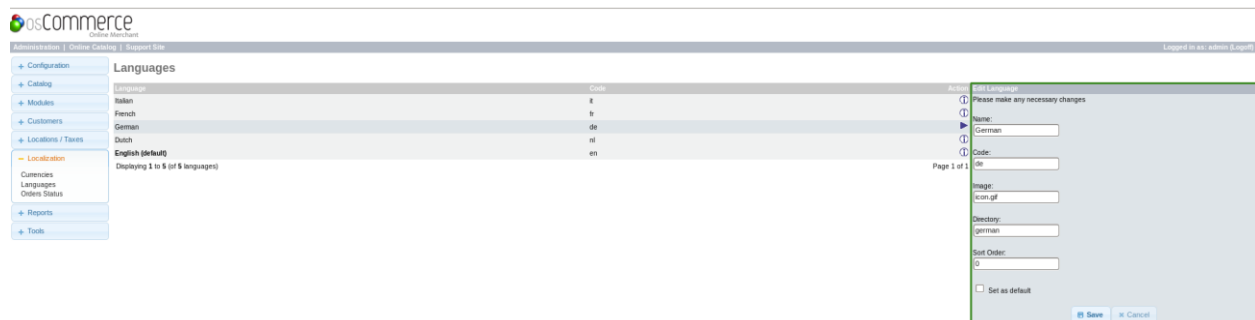 osCommerce
Online Merchant
Administration | Online Catalog | Support Site
Logged in as: admin (Logoff)
+ Configuration
+ Catalog
+ Modules
+ Customers
+ Locations / Taxes
− Localization
Currencies
Languages
Orders Status
+ Reports
+ Tools
Languages
Language Code Action
Italian it
French fr
German de
Dutch nl
English (default) en
Displaying 1 to 5 (of 5 languages) Page 1 of 1
Edit Language
Please make any necessary changes
Name:
German
Code:
de
Image:
icon.gif
Directory:
german
Sort Order:
0
Set as default
Save Cancel